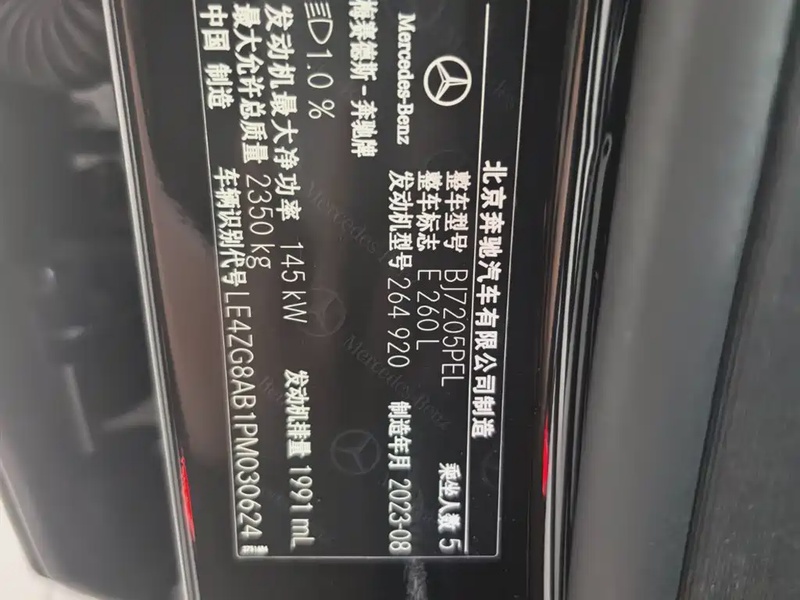 北京奔驰汽车有限公司制造
Mercedes-Benz
整车型号 BJ7205PEL 乘坐人数 5
整车标志 E 260 L
梅赛德斯-奔驰牌 发动机型号 264 920 制造年月 2023-08
1.0 %
发动机最大净功率 145 kW 发动机排量 1991 mL
最大允许总质量 2350 kg
中国 制造 车辆识别代号 LE4ZG8AB1PM030624